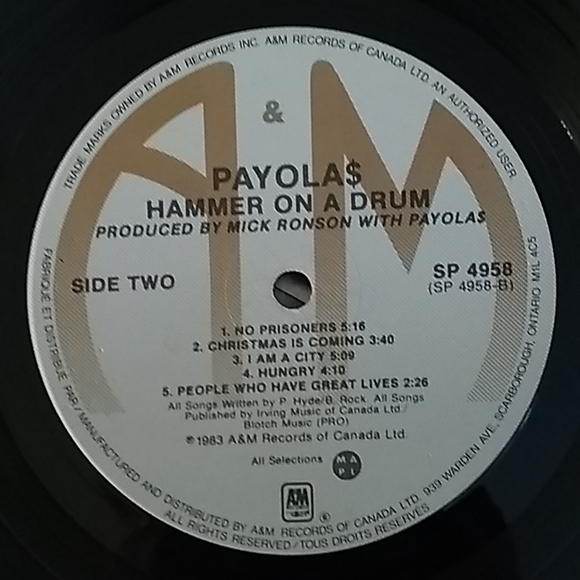 TRADE MARKS OWNED BY A&M RECORDS INC. A&M RECORDS OF CANADA LTD. AN AUTHORIZED USER.
&
PAYOLA$
HAMMER ON A DRUM
PRODUCED BY MICK RONSON WITH PAYOLA$
SIDE TWO
SP 4958
(SP 4958-B)
1. NO PRISONERS 5:16
2. CHRISTMAS IS COMING 3:40
3. I AM A CITY 5:09
4. HUNGRY 4:10
5. PEOPLE WHO HAVE GREAT LIVES 2:26
All Songs Written by P. Hyde/B. Rock. All Songs
Published by Irving Music of Canada Ltd./
Blotch Music (PRO)
℗1983 A&M Records of Canada Ltd.
All Selections
M A P L
A&M
RECORDS
®
FABRIQUE ET DISTRIBUE PAR/MANUFACTURED AND DISTRIBUTED BY A&M RECORDS OF CANADA LTD. 939 WARDEN AVE, SCARBOROUGH, ONTARIO M1L 4C5
ALL RIGHTS RESERVED/TOUS DROITS RESERVES